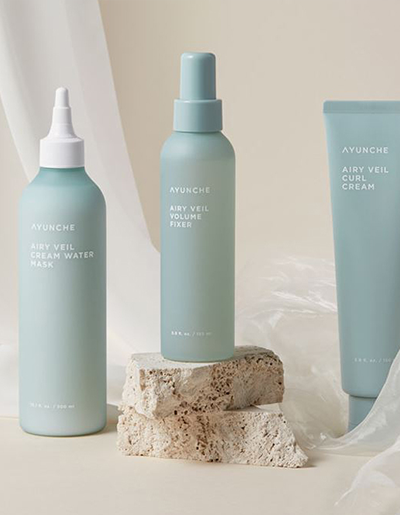 AYUNCHE
AIRY VEIL
CREAM WATER
MASK
AYUNCHE
AIRY VEIL
VOLUME
FIXER
AYUNCHE
AIRY VEIL
CURL
CREAM